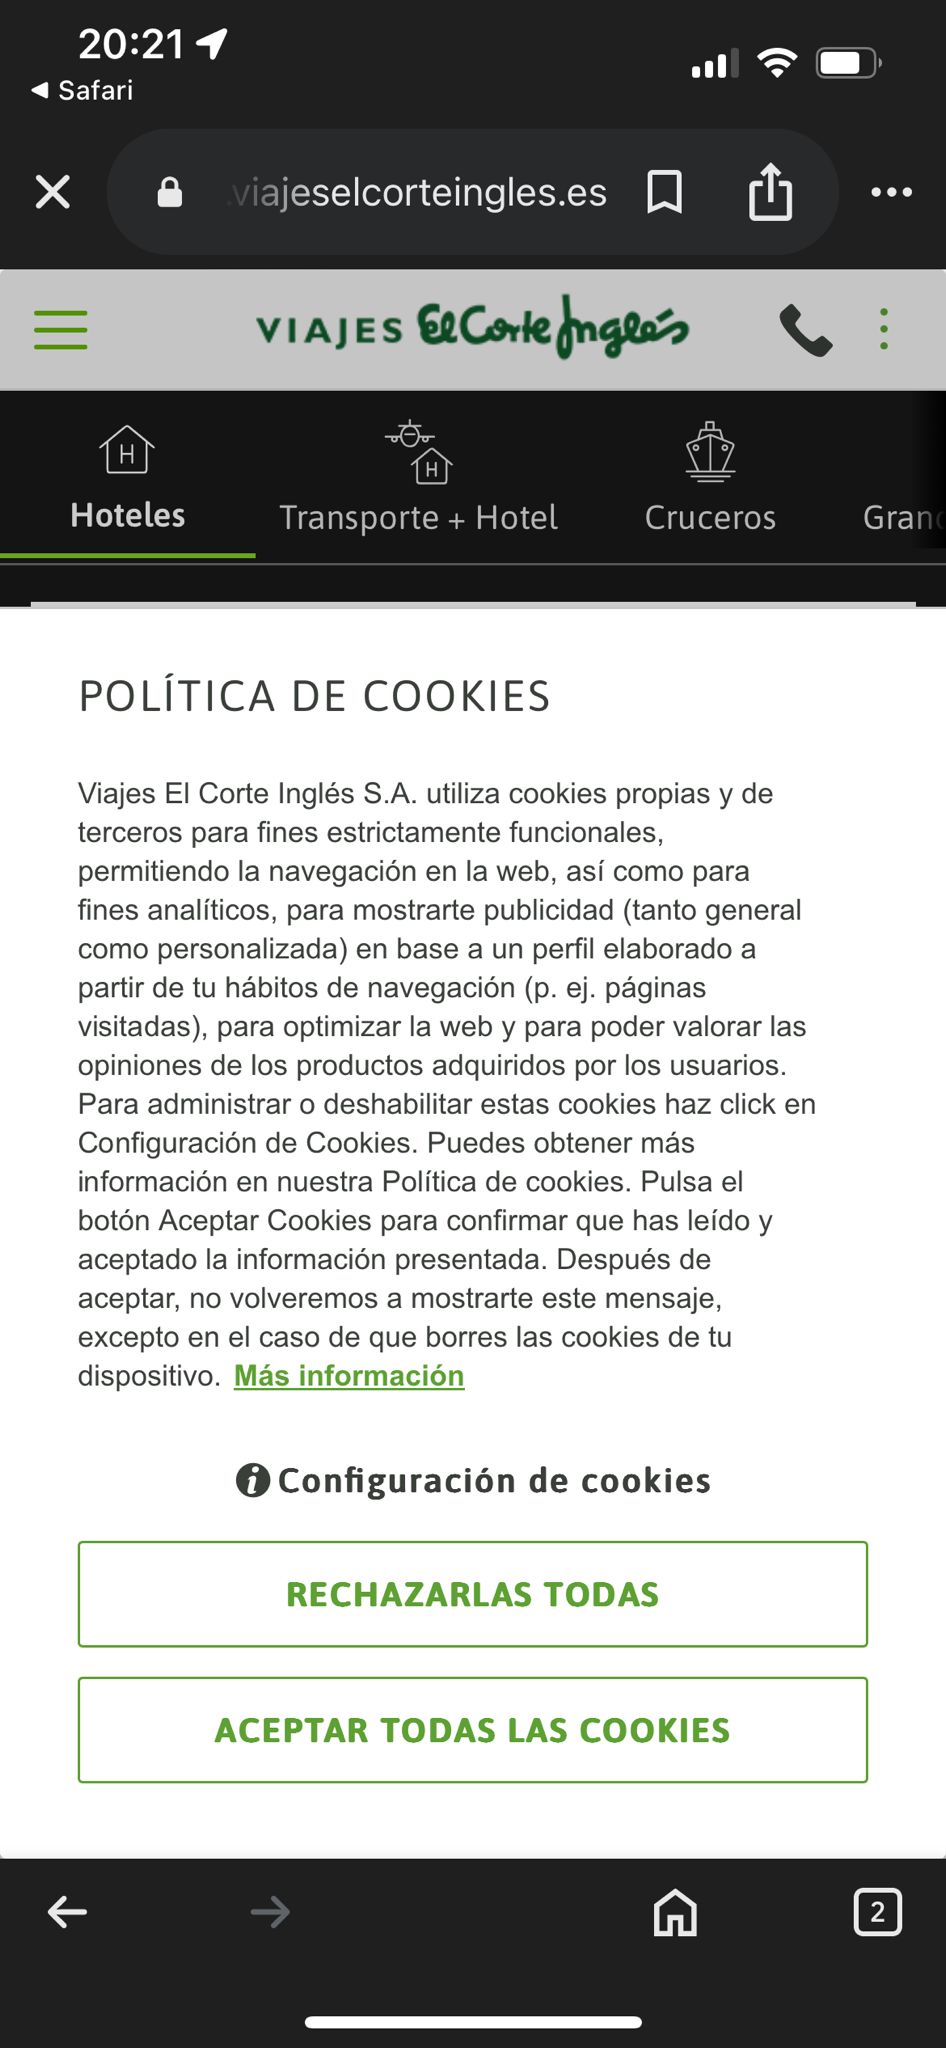 20:21
Safari
.viajeselcorteingles.es
VIAJES El Corte Inglés
H
H
Hoteles
Transporte + Hotel
Cruceros
Gran
POLÍTICA DE COOKIES
Viajes El Corte Inglés S.A. utiliza cookies propias y de
terceros para fines estrictamente funcionales,
permitiendo la navegación en la web, así como para
fines analíticos, para mostrarte publicidad (tanto general
como personalizada) en base a un perfil elaborado a
partir de tu hábitos de navegación (p. ej. páginas
visitadas), para optimizar la web y para poder valorar las
opiniones de los productos adquiridos por los usuarios.
Para administrar o deshabilitar estas cookies haz click en
Configuración de Cookies. Puedes obtener más
información en nuestra Política de cookies. Pulsa el
botón Aceptar Cookies para confirmar que has leído y
aceptado la información presentada. Después de
aceptar, no volveremos a mostrarte este mensaje,
excepto en el caso de que borres las cookies de tu
dispositivo. Más información
i Configuración de cookies
RECHAZARLAS TODAS
ACEPTAR TODAS LAS COOKIES
2